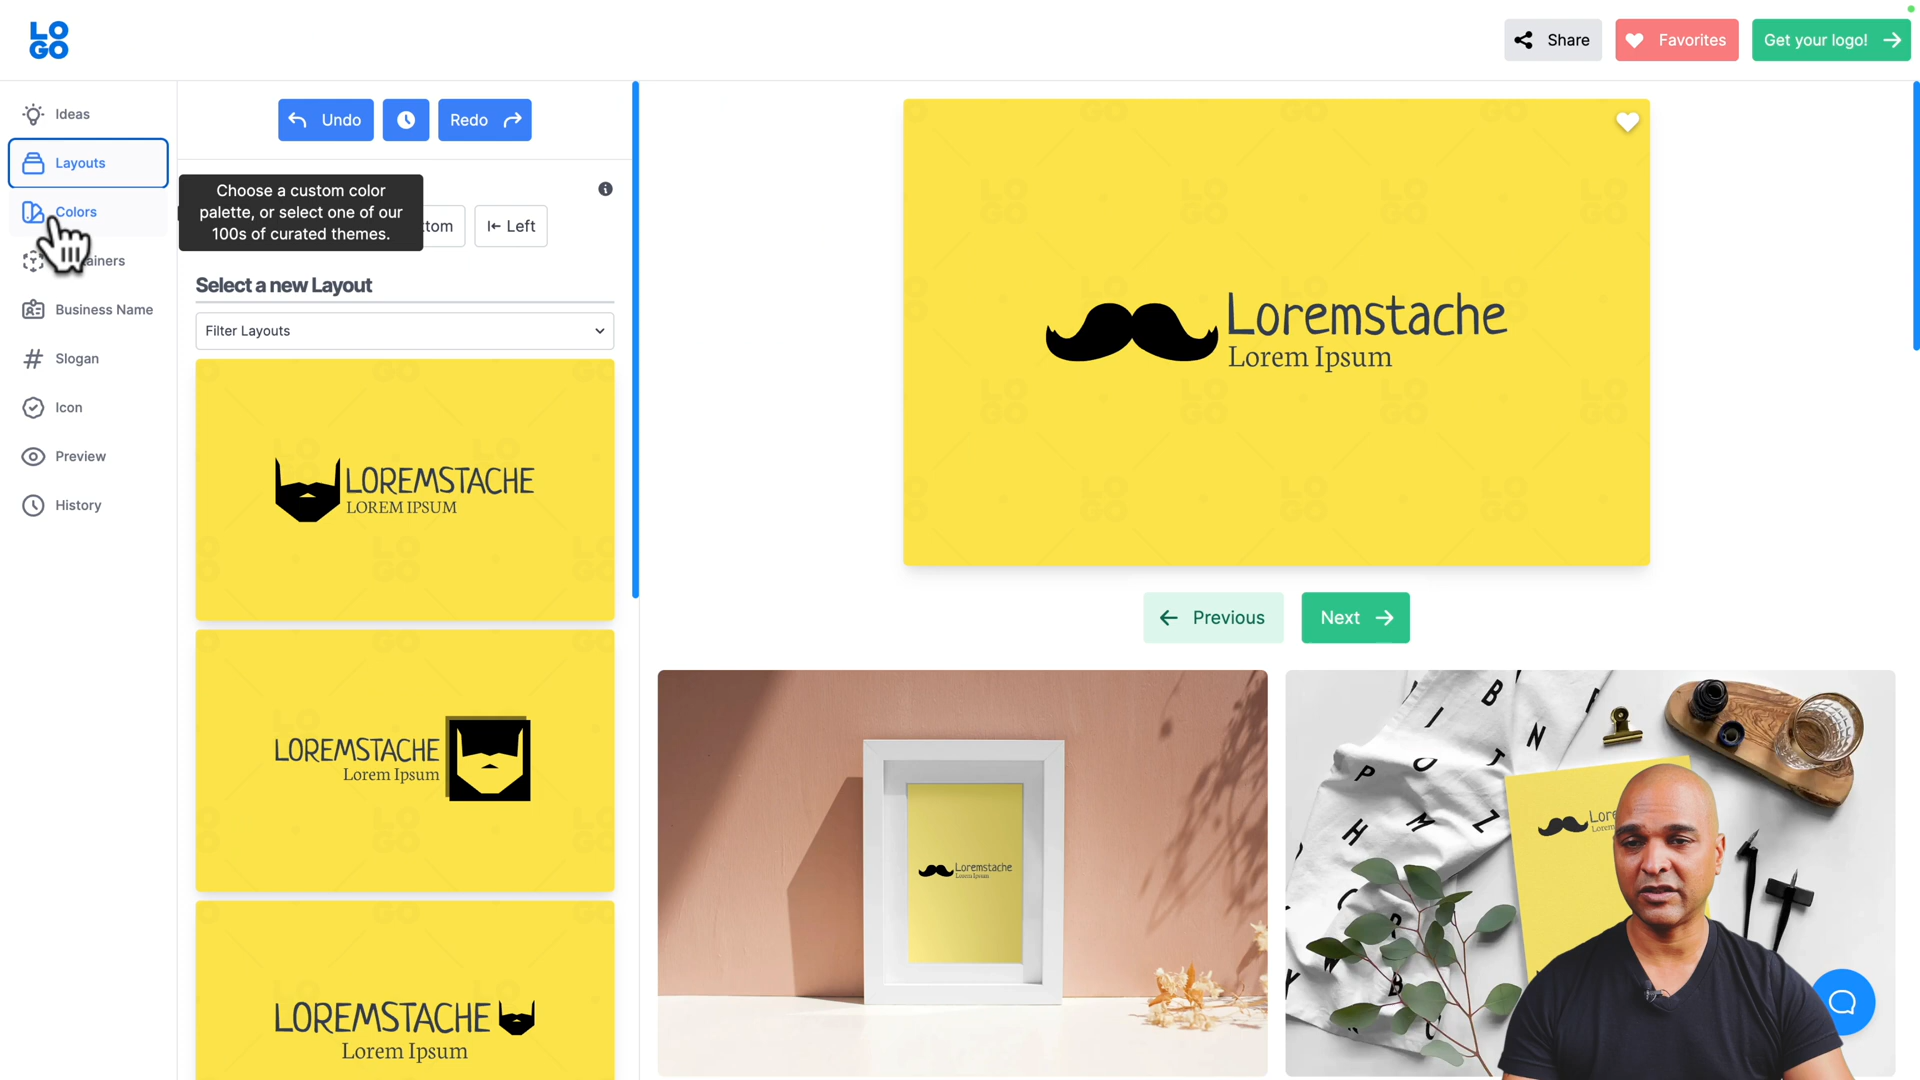 LO
GO
Share
Favorites
Get your logo!
Ideas
Layouts
Colors
ainers
Business Name
Slogan
Icon
Preview
History
Undo
Redo
Choose a custom color
palette, or select one of our
100s of curated themes.
tom
Left
Select a new Layout
Filter Layouts
LOREMSTACHE
LOREM IPSUM
LOREMSTACHE
Lorem Ipsum
LOREMSTACHE
Lorem Ipsum
Loremstache
Lorem Ipsum
Previous
Next
Loremstache
Lorem Ipsum